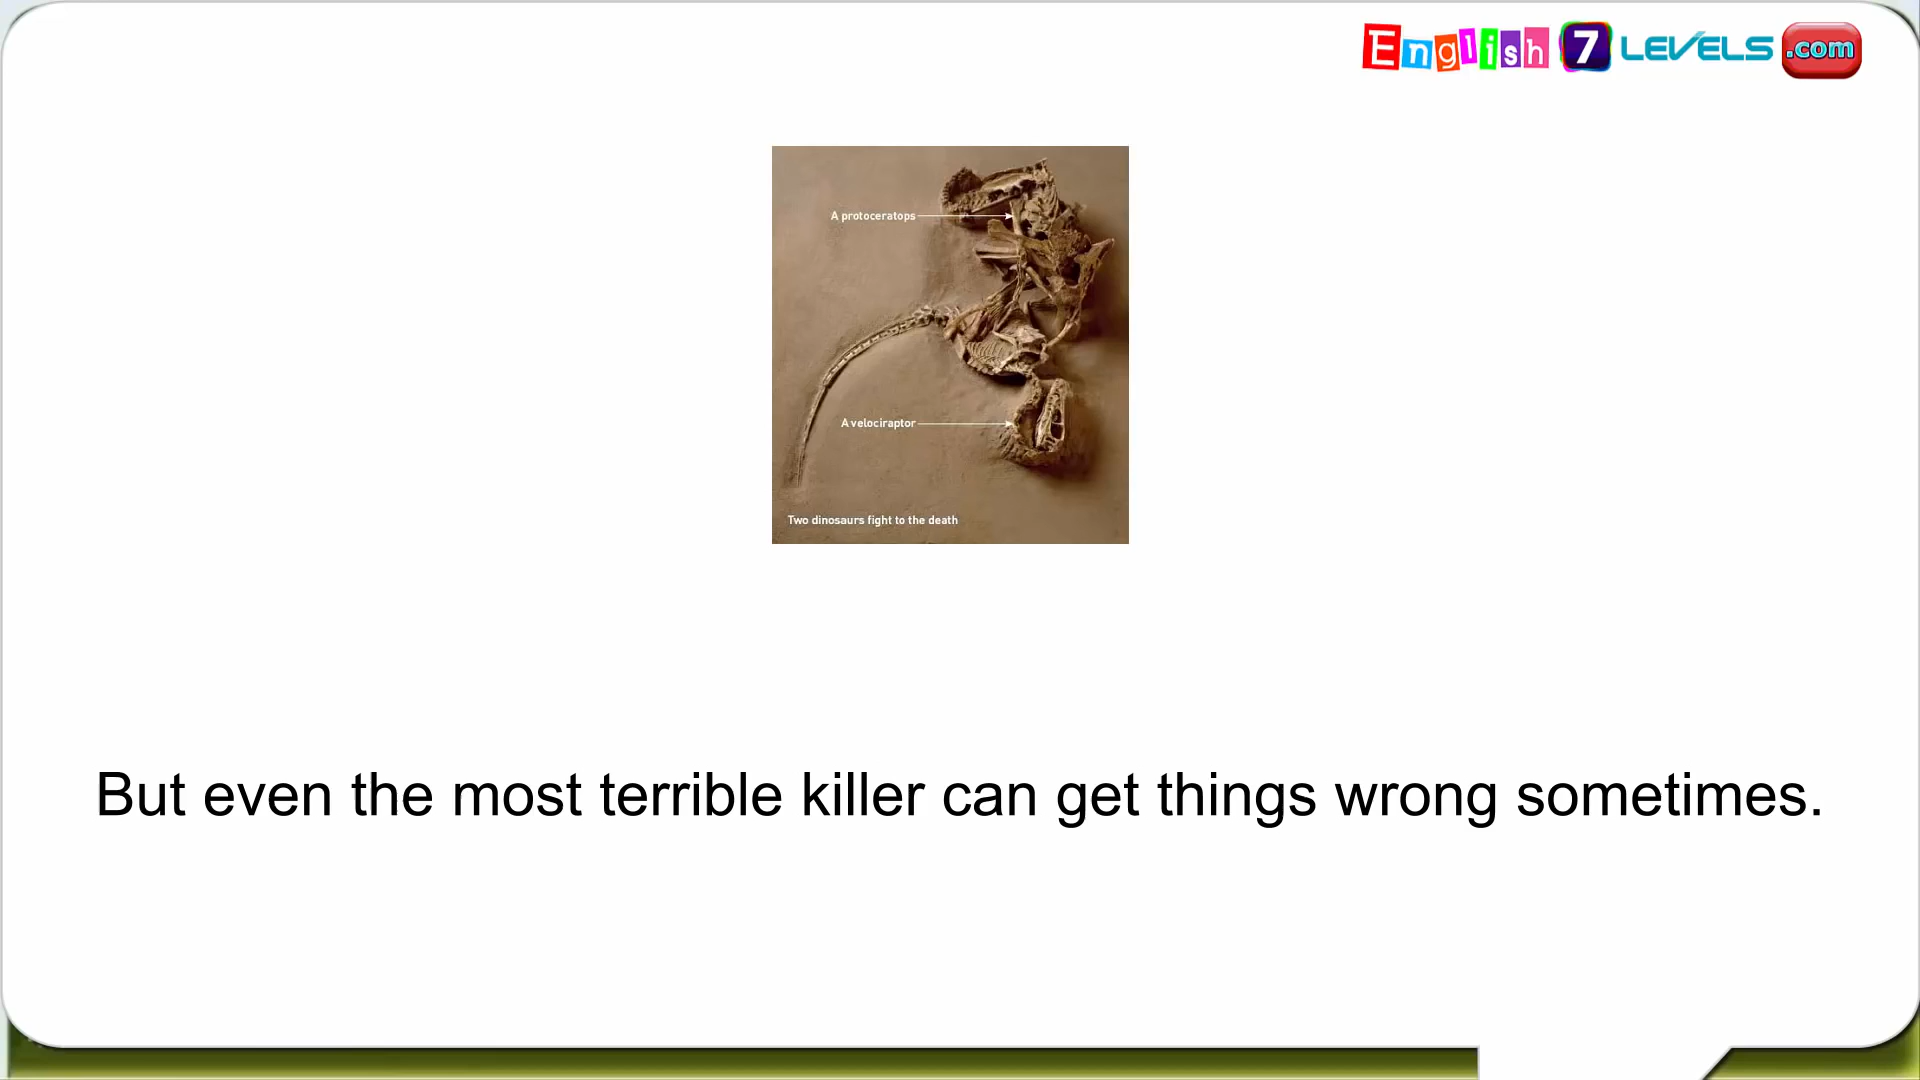 English 7 LEVELS .com
A protoceratops
A velociraptor
Two dinosaurs fight to the death
But even the most terrible killer can get things wrong sometimes.